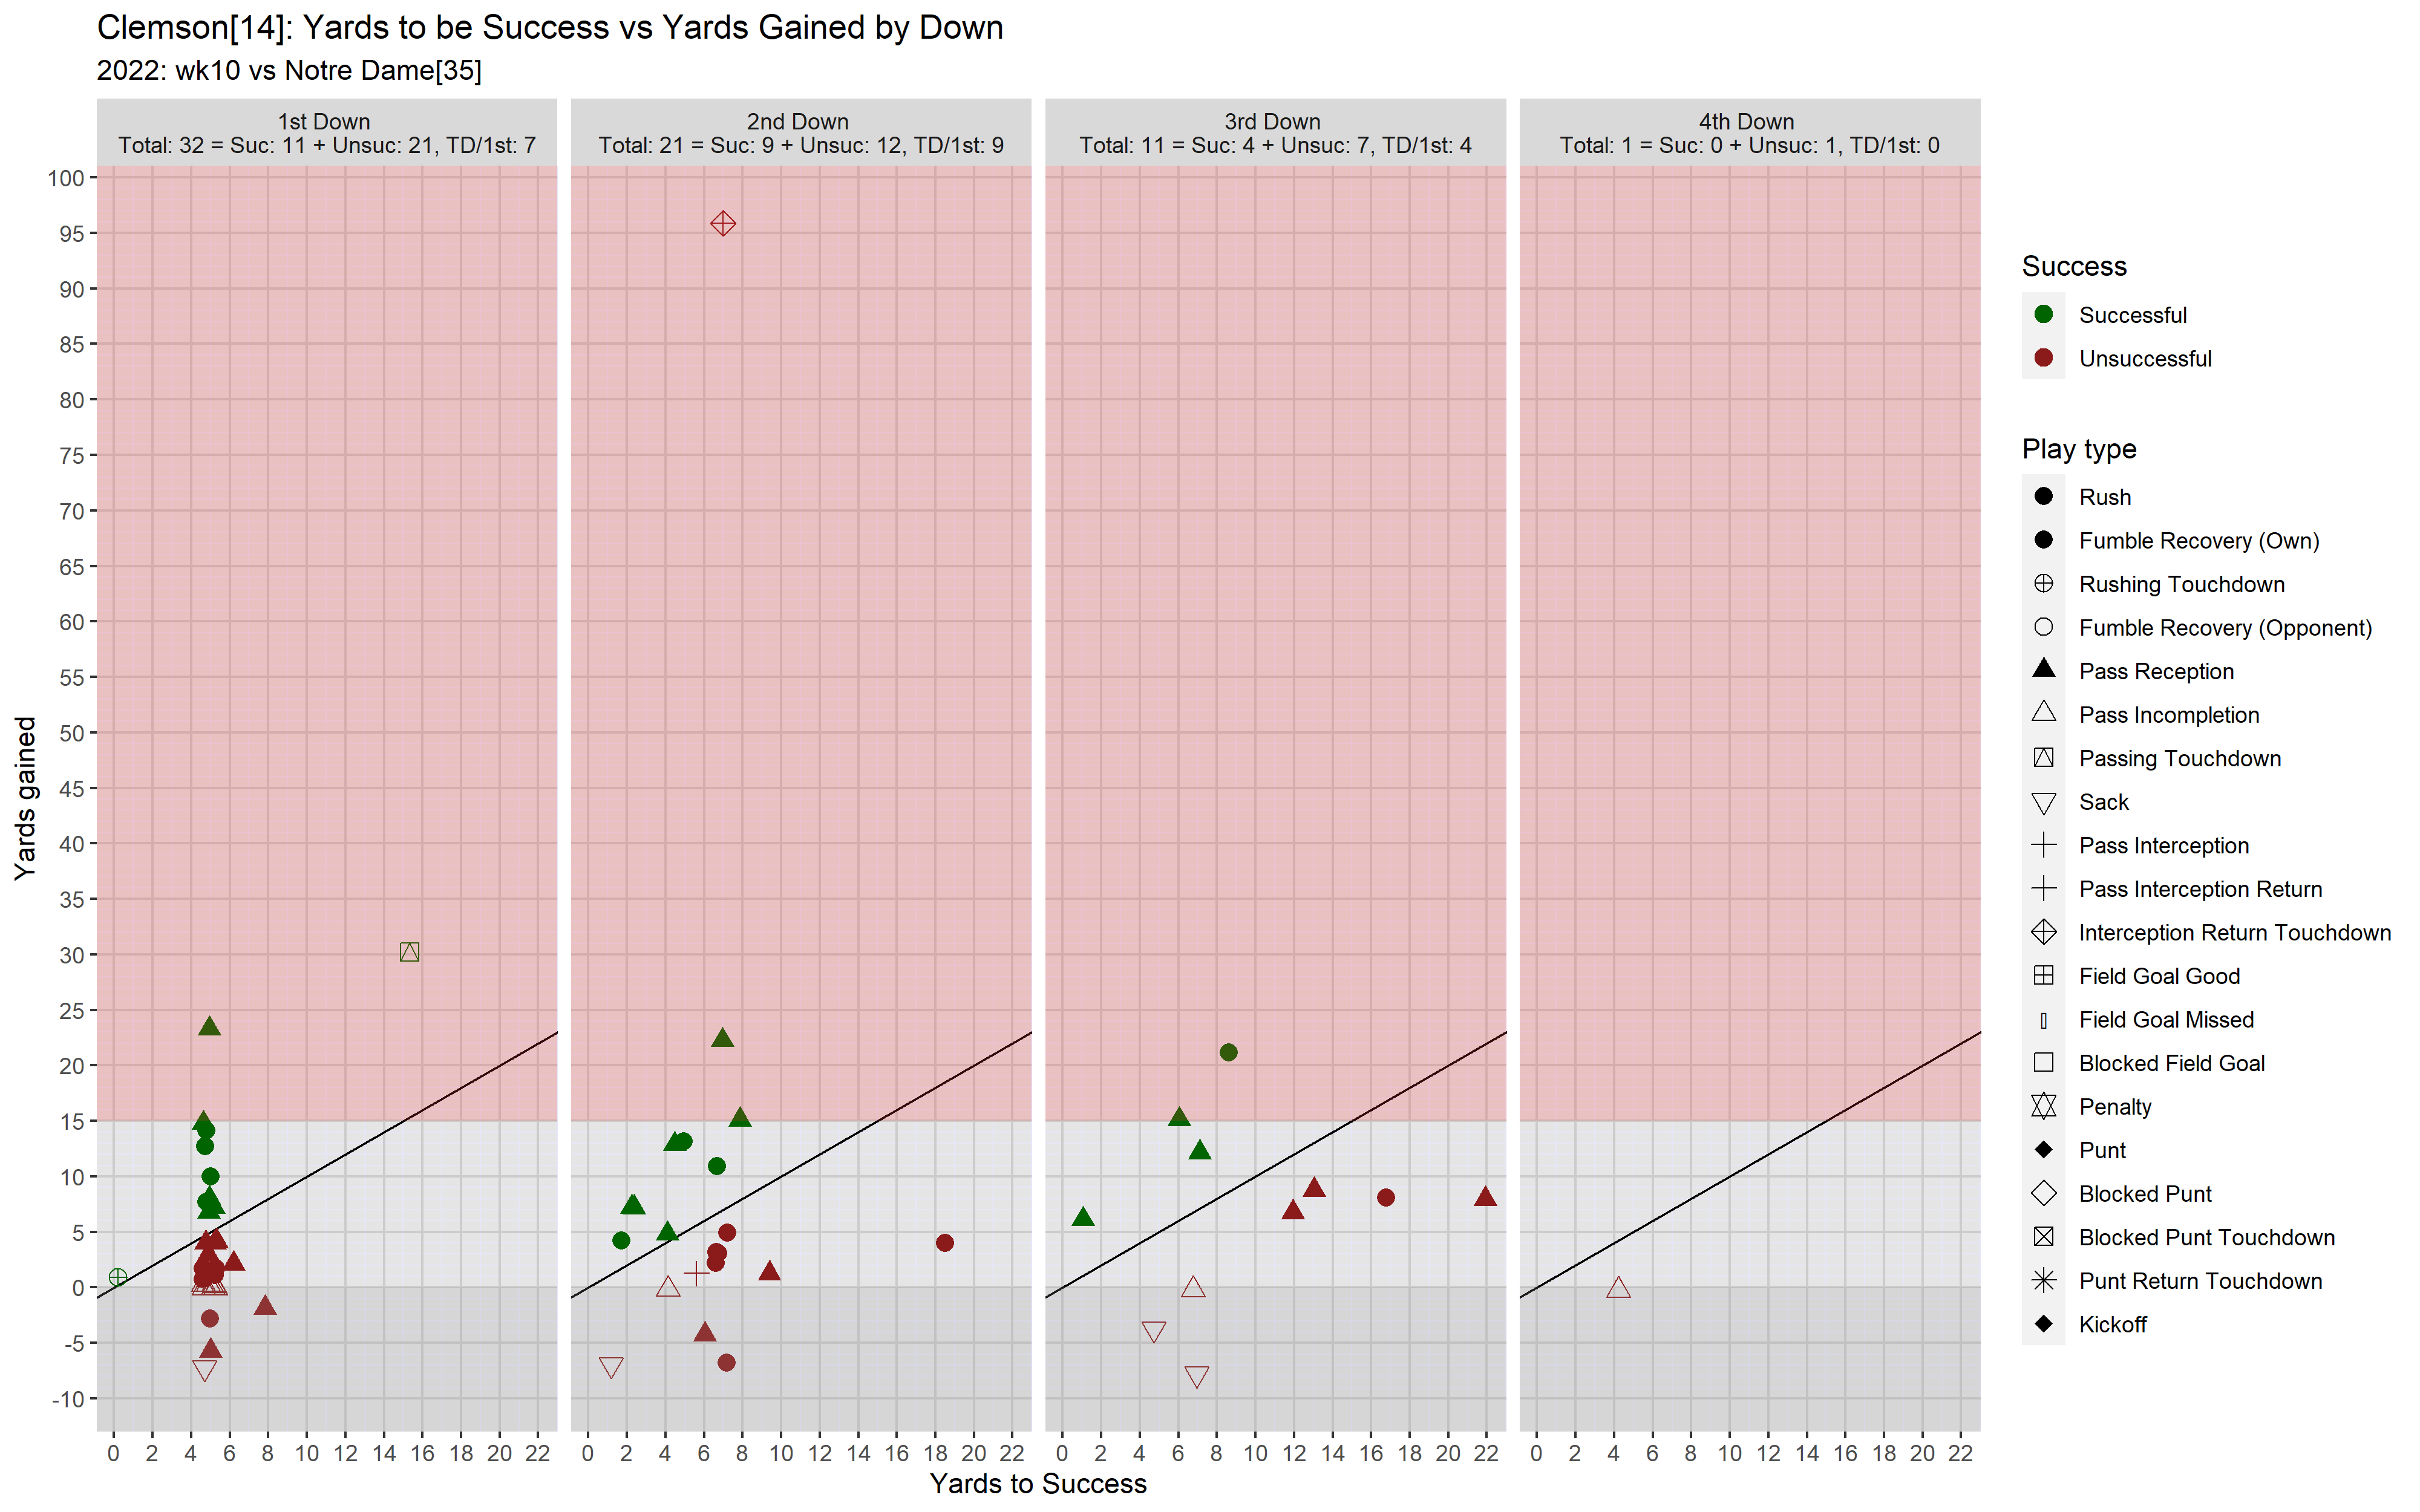 Clemson[14]: Yards to be Success vs Yards Gained by Down
2022: wk10 vs Notre Dame[35]
1st Down
Total: 32 = Suc: 11 + Unsuc: 21, TD/1st: 7
2nd Down
Total: 21 = Suc: 9 + Unsuc: 12, TD/1st: 9
3rd Down
Total: 11 = Suc: 4 + Unsuc: 7, TD/1st: 4
4th Down
Total: 1 = Suc: 0 + Unsuc: 1, TD/1st: 0
Yards gained
100
95
90
85
80
75
70
65
60
55
50
45
40
35
30
25
20
15
10
5
0
-5
-10
0 2 4 6 8 10 12 14 16 18 20 22
0 2 4 6 8 10 12 14 16 18 20 22
0 2 4 6 8 10 12 14 16 18 20 22
0 2 4 6 8 10 12 14 16 18 20 22
Yards to Success
Success
Successful
Unsuccessful
Play type
Rush
Fumble Recovery (Own)
Rushing Touchdown
Fumble Recovery (Opponent)
Pass Reception
Pass Incompletion
Passing Touchdown
Sack
Pass Interception
Pass Interception Return
Interception Return Touchdown
Field Goal Good
Field Goal Missed
Blocked Field Goal
Penalty
Punt
Blocked Punt
Blocked Punt Touchdown
Punt Return Touchdown
Kickoff